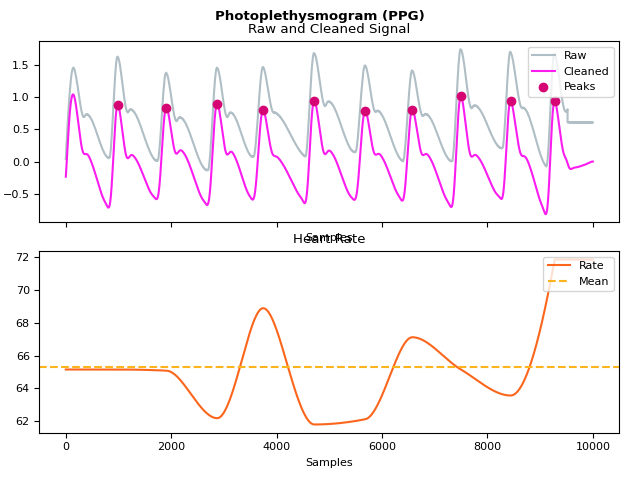 Photoplethysmogram (PPG)
Raw and Cleaned Signal
Raw
Cleaned
Peaks
1.5
1.0
0.5
0.0
−0.5
Samples
Heart Rate
Rate
Mean
72
70
68
66
64
62
0 2000 4000 6000 8000 10000
Samples